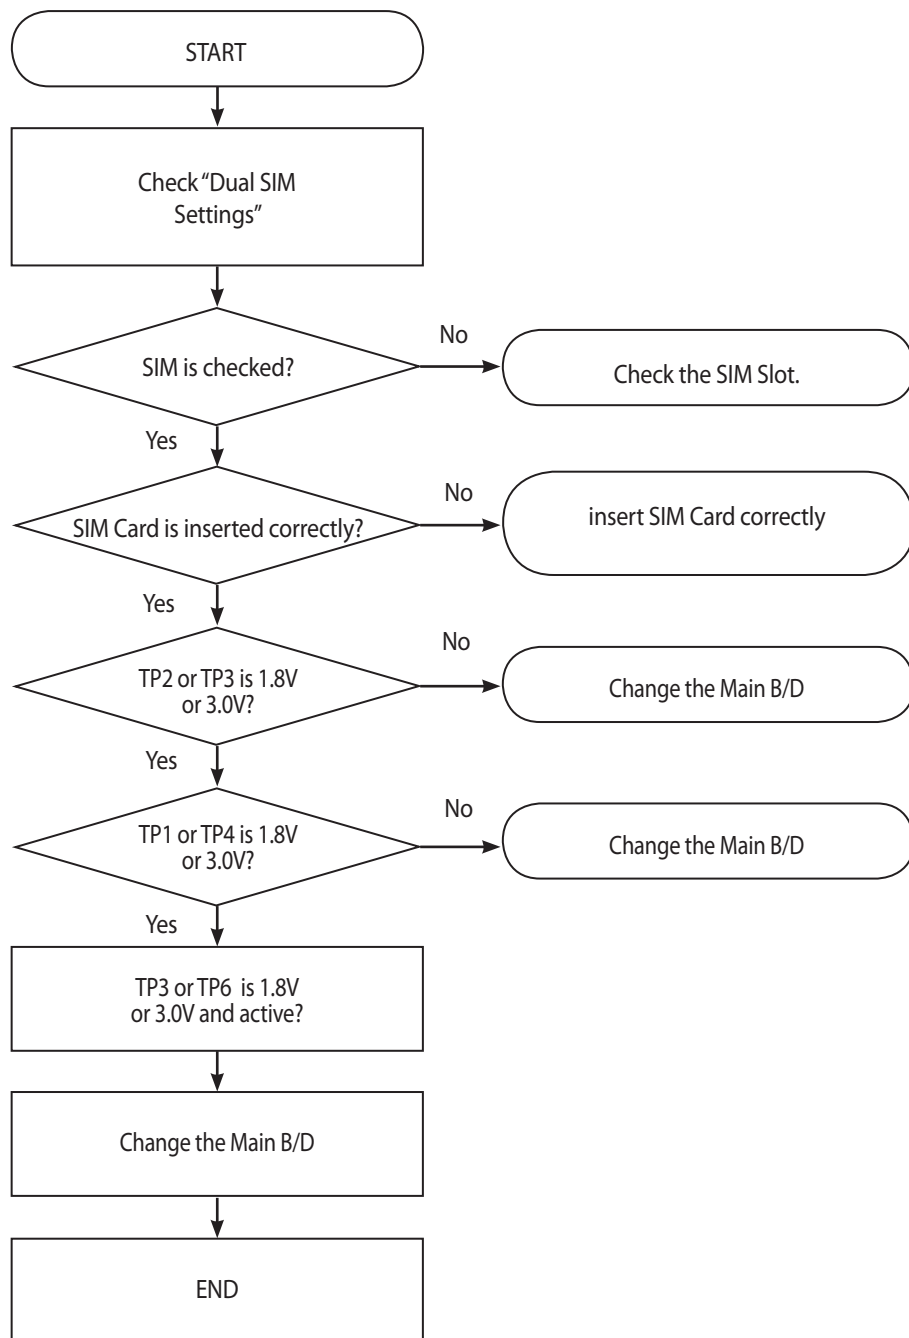 START
Check “Dual SIM
Settings”
SIM is checked?
No
Check the SIM Slot.
Yes
SIM Card is inserted correctly?
No
insert SIM Card correctly
Yes
TP2 or TP3 is 1.8V
or 3.0V?
No
Change the Main B/D
Yes
TP1 or TP4 is 1.8V
or 3.0V?
No
Change the Main B/D
Yes
TP3 or TP6 is 1.8V
or 3.0V and active?
Change the Main B/D
END